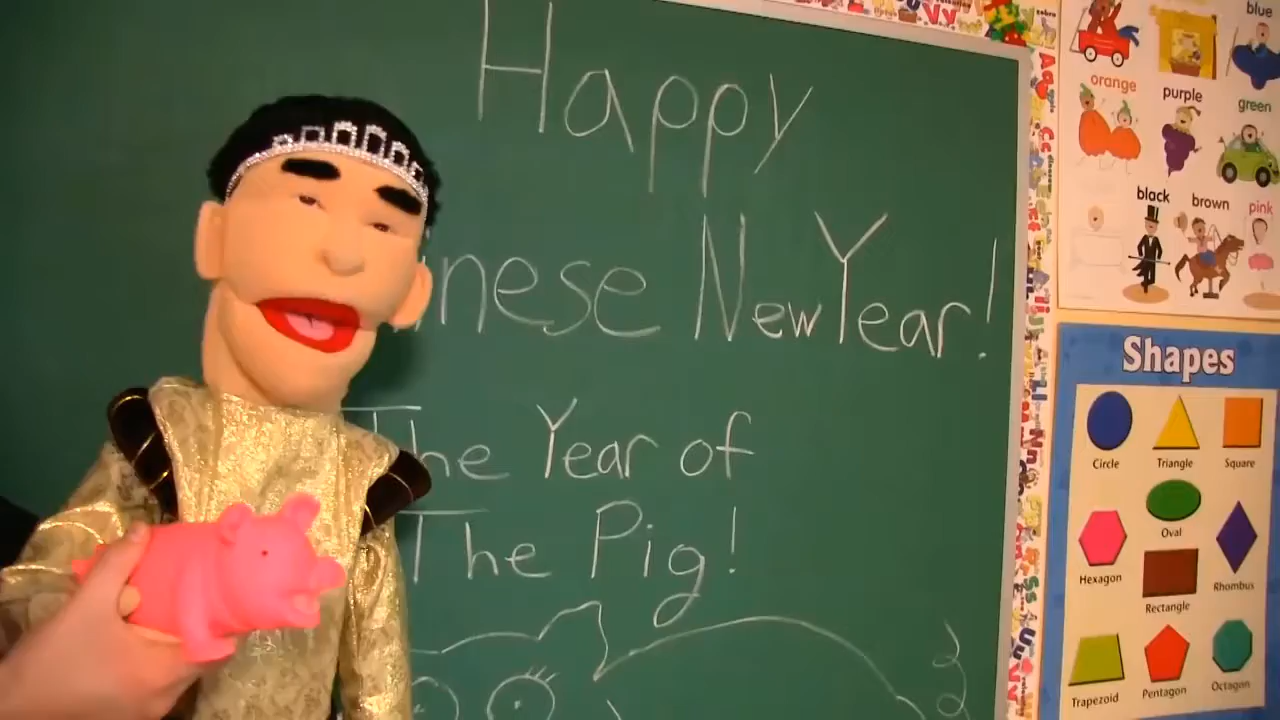 Happy
nese New Year!
The Year of
The Pig!
blue
orange
purple
green
black
brown
pink
Shapes
Circle
Triangle
Square
Oval
Hexagon
Rectangle
Rhombus
Trapezoid
Pentagon
Octagon